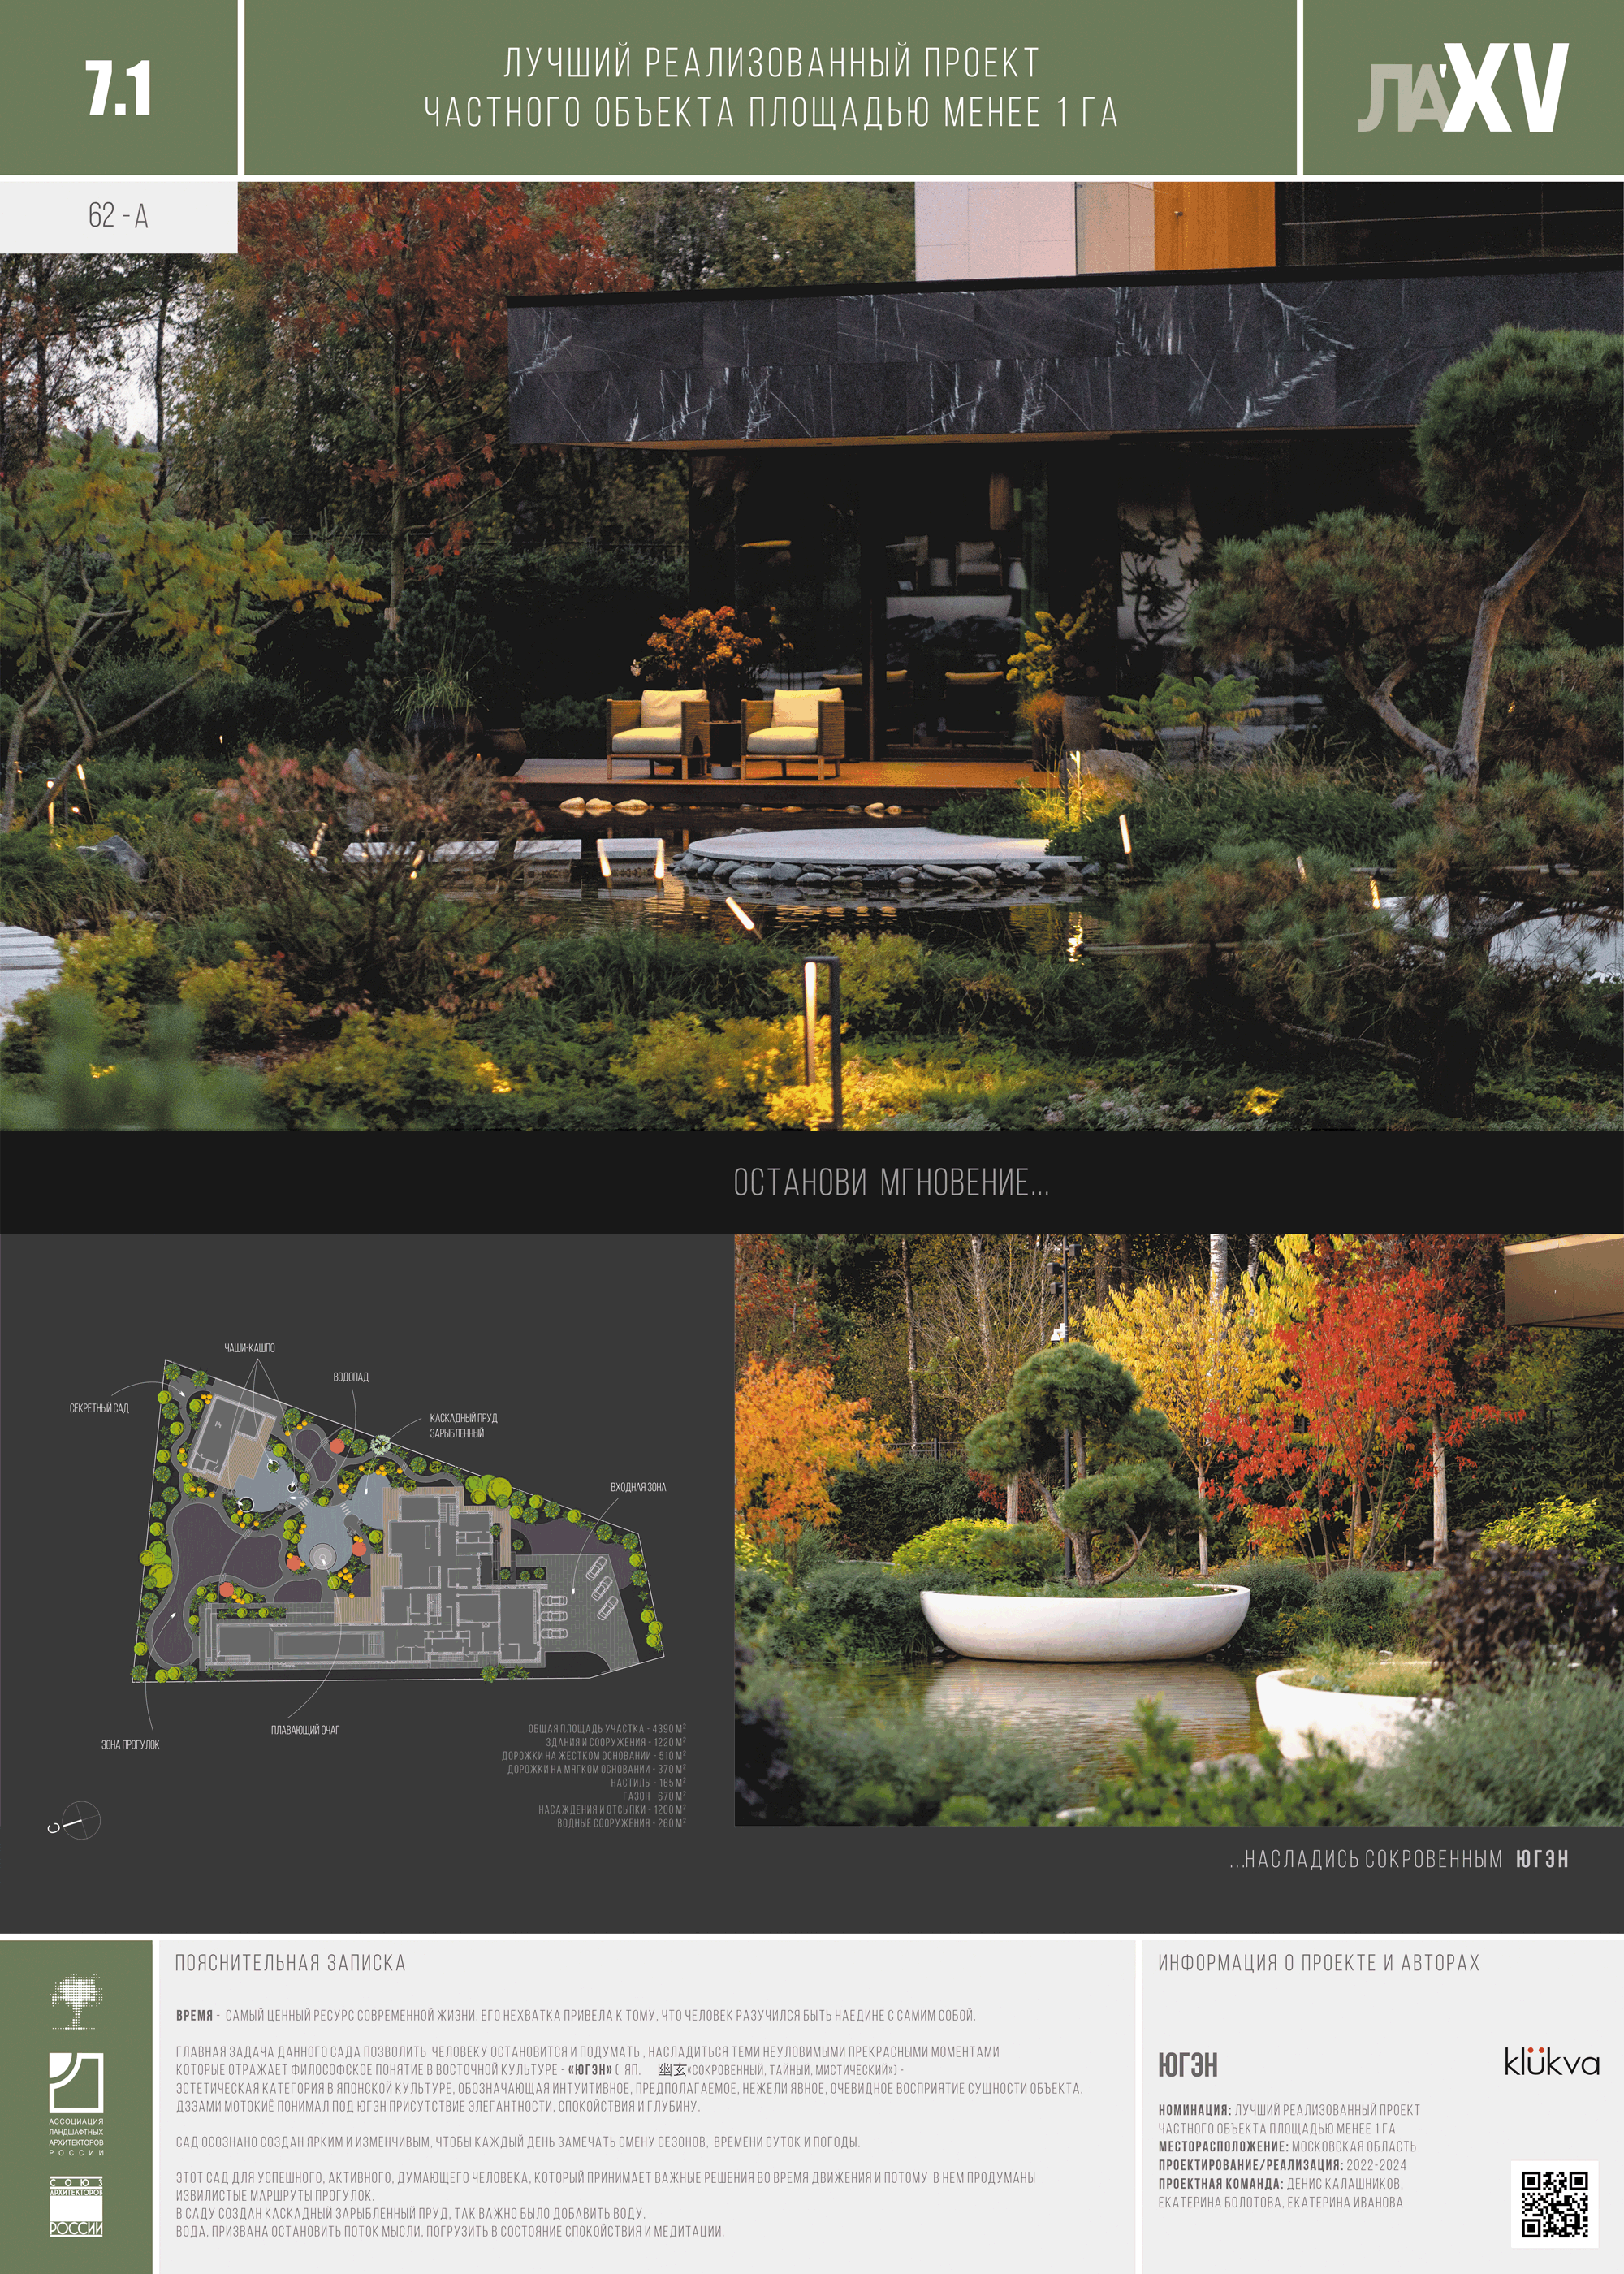 7.1
ЛУЧШИЙ РЕАЛИЗОВАННЫЙ ПРОЕКТ
ЧАСТНОГО ОБЪЕКТА ПЛОЩАДЬЮ МЕНЕЕ 1 ГА
ЛА'XV
62 - А
ОСТАНОВИ МГНОВЕНИЕ...
ЧАШИ-КАШПО
ВОДОПАД
СЕКРЕТНЫЙ САД
КАСКАДНЫЙ ПРУД
ЗАРЫБЛЕННЫЙ
ВХОДНАЯ ЗОНА
ПЛАВАЮЩИЙ ОЧАГ
ЗОНА ПРОГУЛОК
С
ОБЩАЯ ПЛОЩАДЬ УЧАСТКА - 4390 М²
ЗДАНИЯ И СООРУЖЕНИЯ - 1220 М²
ДОРОЖКИ НА ЖЕСТКОМ ОСНОВАНИИ - 510 М²
ДОРОЖКИ НА МЯГКОМ ОСНОВАНИИ - 370 М²
НАСТИЛЫ - 165 М²
ГАЗОН - 670 М²
НАСАЖДЕНИЯ И ОТСЫПКИ - 1200 М²
ВОДНЫЕ СООРУЖЕНИЯ - 260 М²
...НАСЛАДИСЬ СОКРОВЕННЫМ ЮГЭН
АССОЦИАЦИЯ
ЛАНДШАФТНЫХ
АРХИТЕКТОРОВ
РОССИИ
СОЮЗ
АРХИТЕКТОРОВ
РОССИИ
ПОЯСНИТЕЛЬНАЯ ЗАПИСКА
ВРЕМЯ - САМЫЙ ЦЕННЫЙ РЕСУРС СОВРЕМЕННОЙ ЖИЗНИ. ЕГО НЕХВАТКА ПРИВЕЛА К ТОМУ, ЧТО ЧЕЛОВЕК РАЗУЧИЛСЯ БЫТЬ НАЕДИНЕ С САМИМ СОБОЙ.
ГЛАВНАЯ ЗАДАЧА ДАННОГО САДА ПОЗВОЛИТЬ ЧЕЛОВЕКУ ОСТАНОВИТСЯ И ПОДУМАТЬ , НАСЛАДИТЬСЯ ТЕМИ НЕУЛОВИМЫМИ ПРЕКРАСНЫМИ МОМЕНТАМИ
КОТОРЫЕ ОТРАЖАЕТ ФИЛОСОФСКОЕ ПОНЯТИЕ В ВОСТОЧНОЙ КУЛЬТУРЕ - «ЮГЭН» ( ЯП. 幽玄«СОКРОВЕННЫЙ, ТАЙНЫЙ, МИСТИЧЕСКИЙ») -
ЭСТЕТИЧЕСКАЯ КАТЕГОРИЯ В ЯПОНСКОЙ КУЛЬТУРЕ, ОБОЗНАЧАЮЩАЯ ИНТУИТИВНОЕ, ПРЕДПОЛАГАЕМОЕ, НЕЖЕЛИ ЯВНОЕ, ОЧЕВИДНОЕ ВОСПРИЯТИЕ СУЩНОСТИ ОБЪЕКТА.
ДЗЭАМИ МОТОКИЁ ПОНИМАЛ ПОД ЮГЭН ПРИСУТСТВИЕ ЭЛЕГАНТНОСТИ, СПОКОЙСТВИЯ И ГЛУБИНУ.
САД ОСОЗНАНО СОЗДАН ЯРКИМ И ИЗМЕНЧИВЫМ, ЧТОБЫ КАЖДЫЙ ДЕНЬ ЗАМЕЧАТЬ СМЕНУ СЕЗОНОВ, ВРЕМЕНИ СУТОК И ПОГОДЫ.
ЭТОТ САД ДЛЯ УСПЕШНОГО, АКТИВНОГО, ДУМАЮЩЕГО ЧЕЛОВЕКА, КОТОРЫЙ ПРИНИМАЕТ ВАЖНЫЕ РЕШЕНИЯ ВО ВРЕМЯ ДВИЖЕНИЯ И ПОТОМУ В НЕМ ПРОДУМАНЫ
ИЗВИЛИСТЫЕ МАРШРУТЫ ПРОГУЛОК.
В САДУ СОЗДАН КАСКАДНЫЙ ЗАРЫБЛЕННЫЙ ПРУД, ТАК ВАЖНО БЫЛО ДОБАВИТЬ ВОДУ.
ВОДА, ПРИЗВАНА ОСТАНОВИТЬ ПОТОК МЫСЛИ, ПОГРУЗИТЬ В СОСТОЯНИЕ СПОКОЙСТВИЯ И МЕДИТАЦИИ.
ИНФОРМАЦИЯ О ПРОЕКТЕ И АВТОРАХ
ЮГЭН
klükva
НОМИНАЦИЯ: ЛУЧШИЙ РЕАЛИЗОВАННЫЙ ПРОЕКТ
ЧАСТНОГО ОБЪЕКТА ПЛОЩАДЬЮ МЕНЕЕ 1 ГА
МЕСТОРАСПОЛОЖЕНИЕ: МОСКОВСКАЯ ОБЛАСТЬ
ПРОЕКТИРОВАНИЕ/РЕАЛИЗАЦИЯ: 2022-2024
ПРОЕКТНАЯ КОМАНДА: ДЕНИС КАЛАШНИКОВ,
ЕКАТЕРИНА БОЛОТОВА, ЕКАТЕРИНА ИВАНОВА